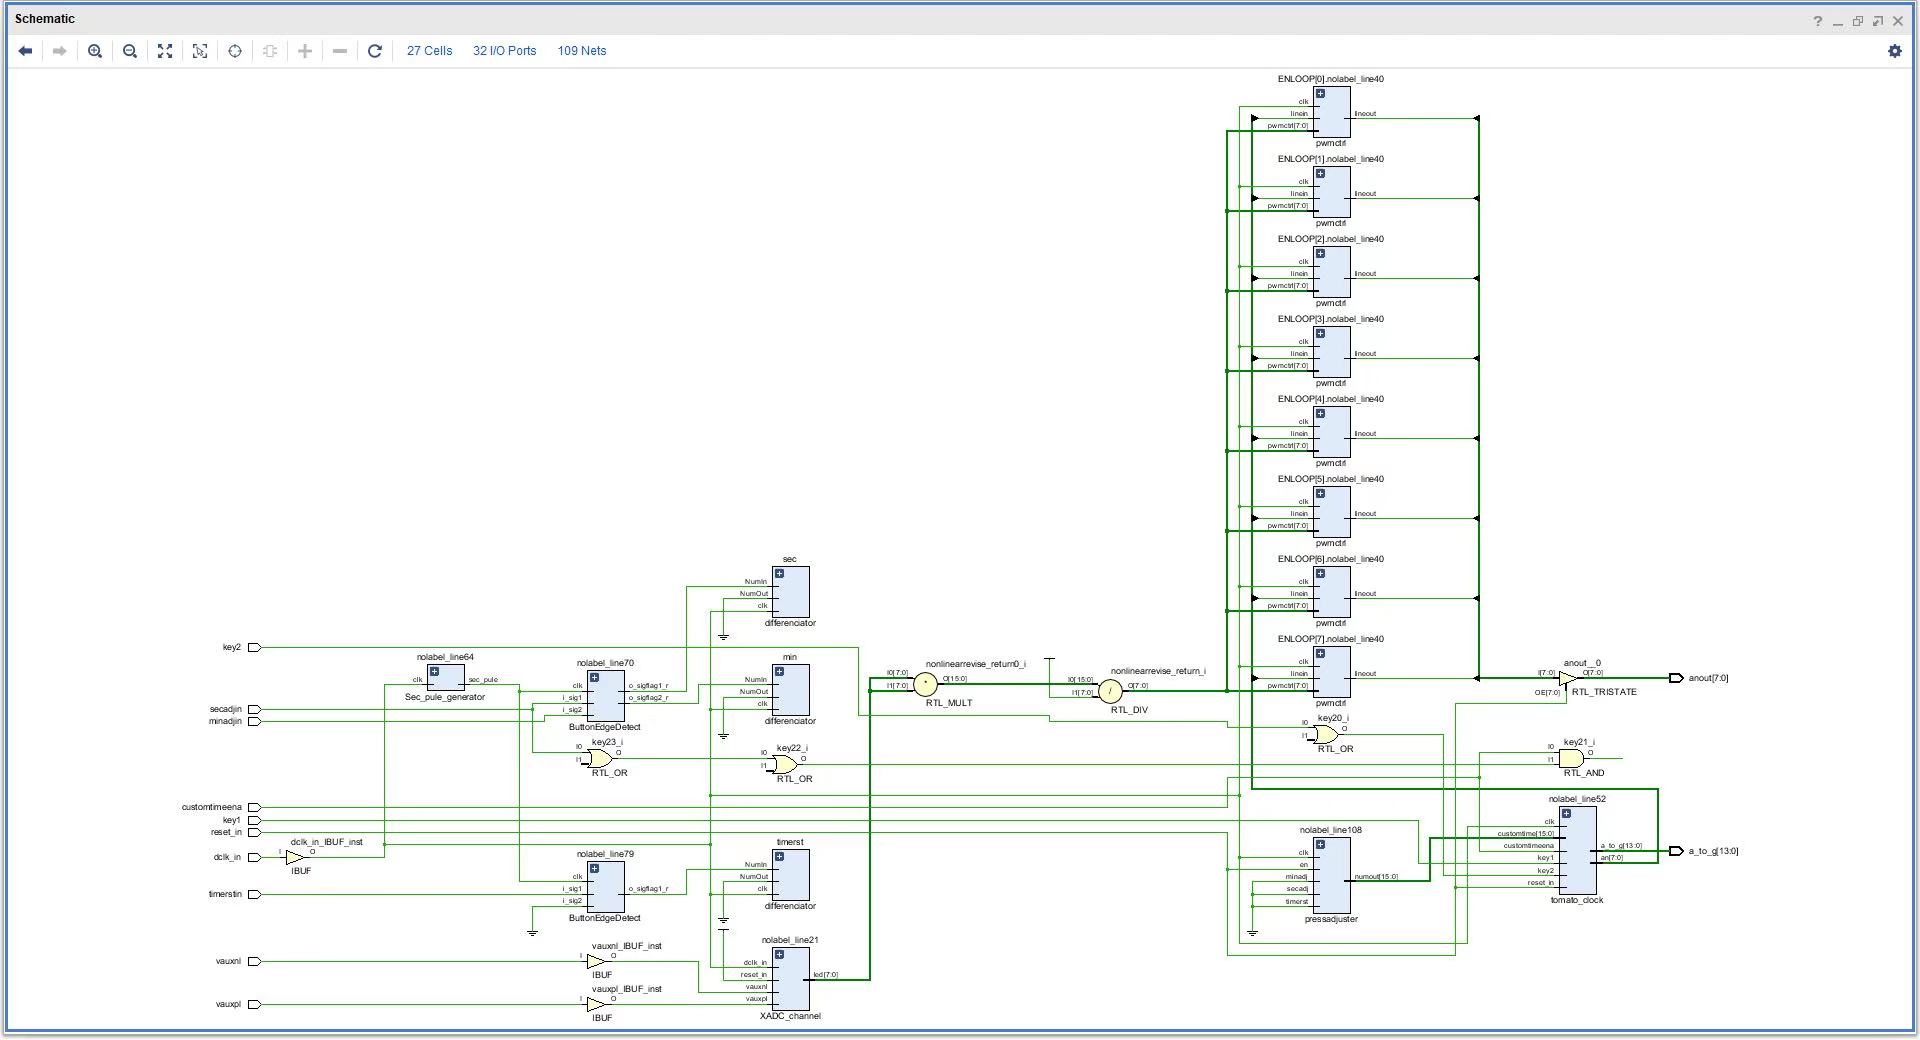 Schematic
27 Cells 32 I/O Ports 109 Nets
ENLOOP[0].nolabel_line40
clk
linein
pwmctrl[7:0]
lineout
pwmctrl
ENLOOP[1].nolabel_line40
clk
linein
pwmctrl[7:0]
lineout
pwmctrl
ENLOOP[2].nolabel_line40
clk
linein
pwmctrl[7:0]
lineout
pwmctrl
ENLOOP[3].nolabel_line40
clk
linein
pwmctrl[7:0]
lineout
pwmctrl
ENLOOP[4].nolabel_line40
clk
linein
pwmctrl[7:0]
lineout
pwmctrl
ENLOOP[5].nolabel_line40
clk
linein
pwmctrl[7:0]
lineout
pwmctrl
ENLOOP[6].nolabel_line40
clk
linein
pwmctrl[7:0]
lineout
pwmctrl
ENLOOP[7].nolabel_line40
clk
linein
pwmctrl[7:0]
lineout
pwmctrl
sec
NumIn
NumOut
clk
differenciator
key2
nolabel_line64
clk
sec_pule
Sec_pule_generator
nolabel_line70
clk
i_sig1
i_sig2
o_sigflag1_r
o_sigflag2_r
ButtonEdgeDetect
min
NumIn
NumOut
clk
differenciator
nonlinearrevise_return0_i
I0[7:0]
I1[7:0]
O[15:0]
*
RTL_MULT
nonlinearrevise_return_i
I0[15:0]
I1[7:0]
O[7:0]
/
RTL_DIV
anout__0
I[7:0]
O[7:0]
OE[7:0]
RTL_TRISTATE
anout[7:0]
secadjin
minadjin
key23_i
I0
I1
O
RTL_OR
key22_i
I0
I1
O
RTL_OR
key20_i
I0
I1
O
RTL_OR
key21_i
I0
I1
O
RTL_AND
customtimeena
key1
reset_in
dclk_in
dclk_in_IBUF_inst
I
O
IBUF
nolabel_line79
clk
i_sig1
i_sig2
o_sigflag1_r
ButtonEdgeDetect
timerst
NumIn
NumOut
clk
differenciator
nolabel_line108
clk
en
minadj
secadj
timerst
numout[15:0]
pressadjuster
nolabel_line52
clk
customtime[15:0]
customtimeena
key1
key2
reset_in
a_to_g[13:0]
an[7:0]
tomato_clock
a_to_g[13:0]
timerstin
vauxnl
vauxnl_IBUF_inst
I
O
IBUF
vauxpl
vauxpl_IBUF_inst
I
O
IBUF
nolabel_line21
dclk_in
reset_in
vauxnl
vauxpl
led[7:0]
XADC_channel